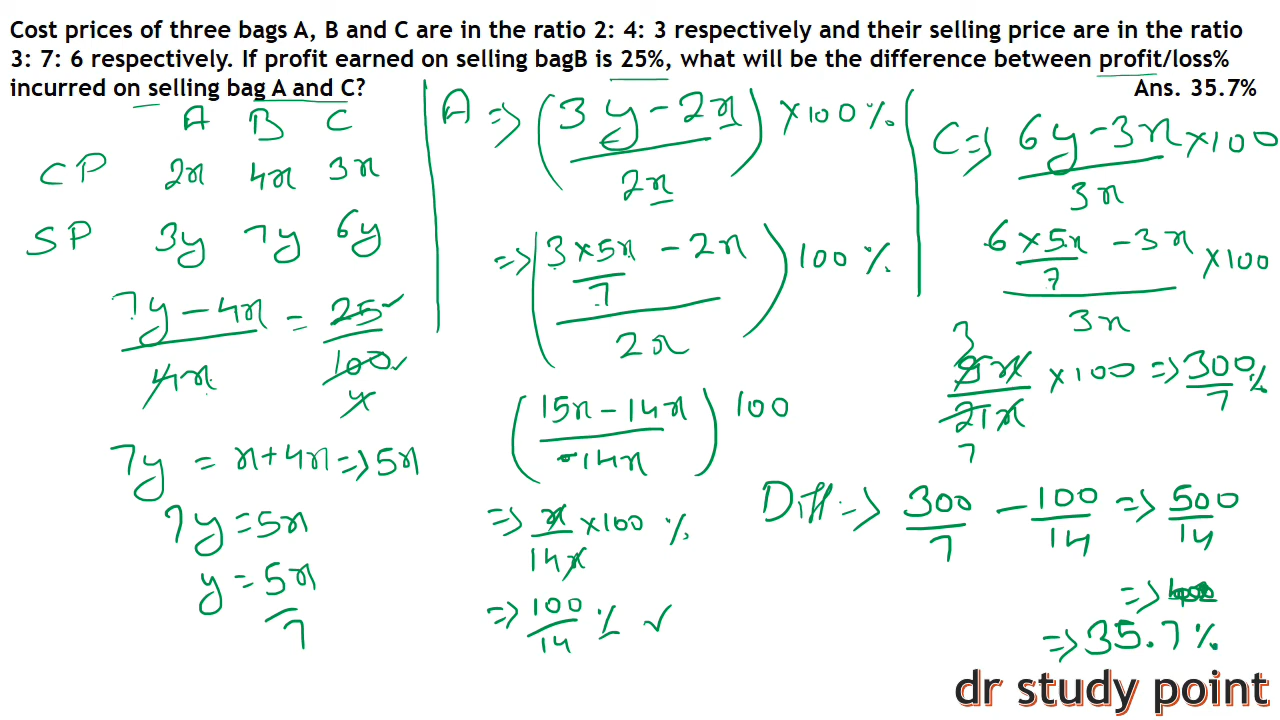 Cost prices of three bags A, B and C are in the ratio 2: 4: 3 respectively and their selling price are in the ratio
3: 7: 6 respectively. If profit earned on selling bagB is 25%, what will be the difference between profit/loss%
incurred on selling bag A and C? Ans. 35.7%
A B C
CP 2x 4x 3x
SP 3y 7y 6y
7y - 4x = 25
4x 100
4
7y = x + 4x => 5x
7y = 5x
y = 5x
7
A => (3y - 2x) × 100 %
2x
=> (3 × 5x - 2x) 100 %
7
2x
(15x - 14x) 100
14x
=> x × 100 %
14x
=> 100 % ✓
14
C => 6y - 3x × 100
3x
6 × 5x - 3x × 100
7
3x
3
9x × 100 => 300 %
21x 7
7
Diff => 300 - 100 => 500
7 14 14
=>
=> 35.7 %
dr study point